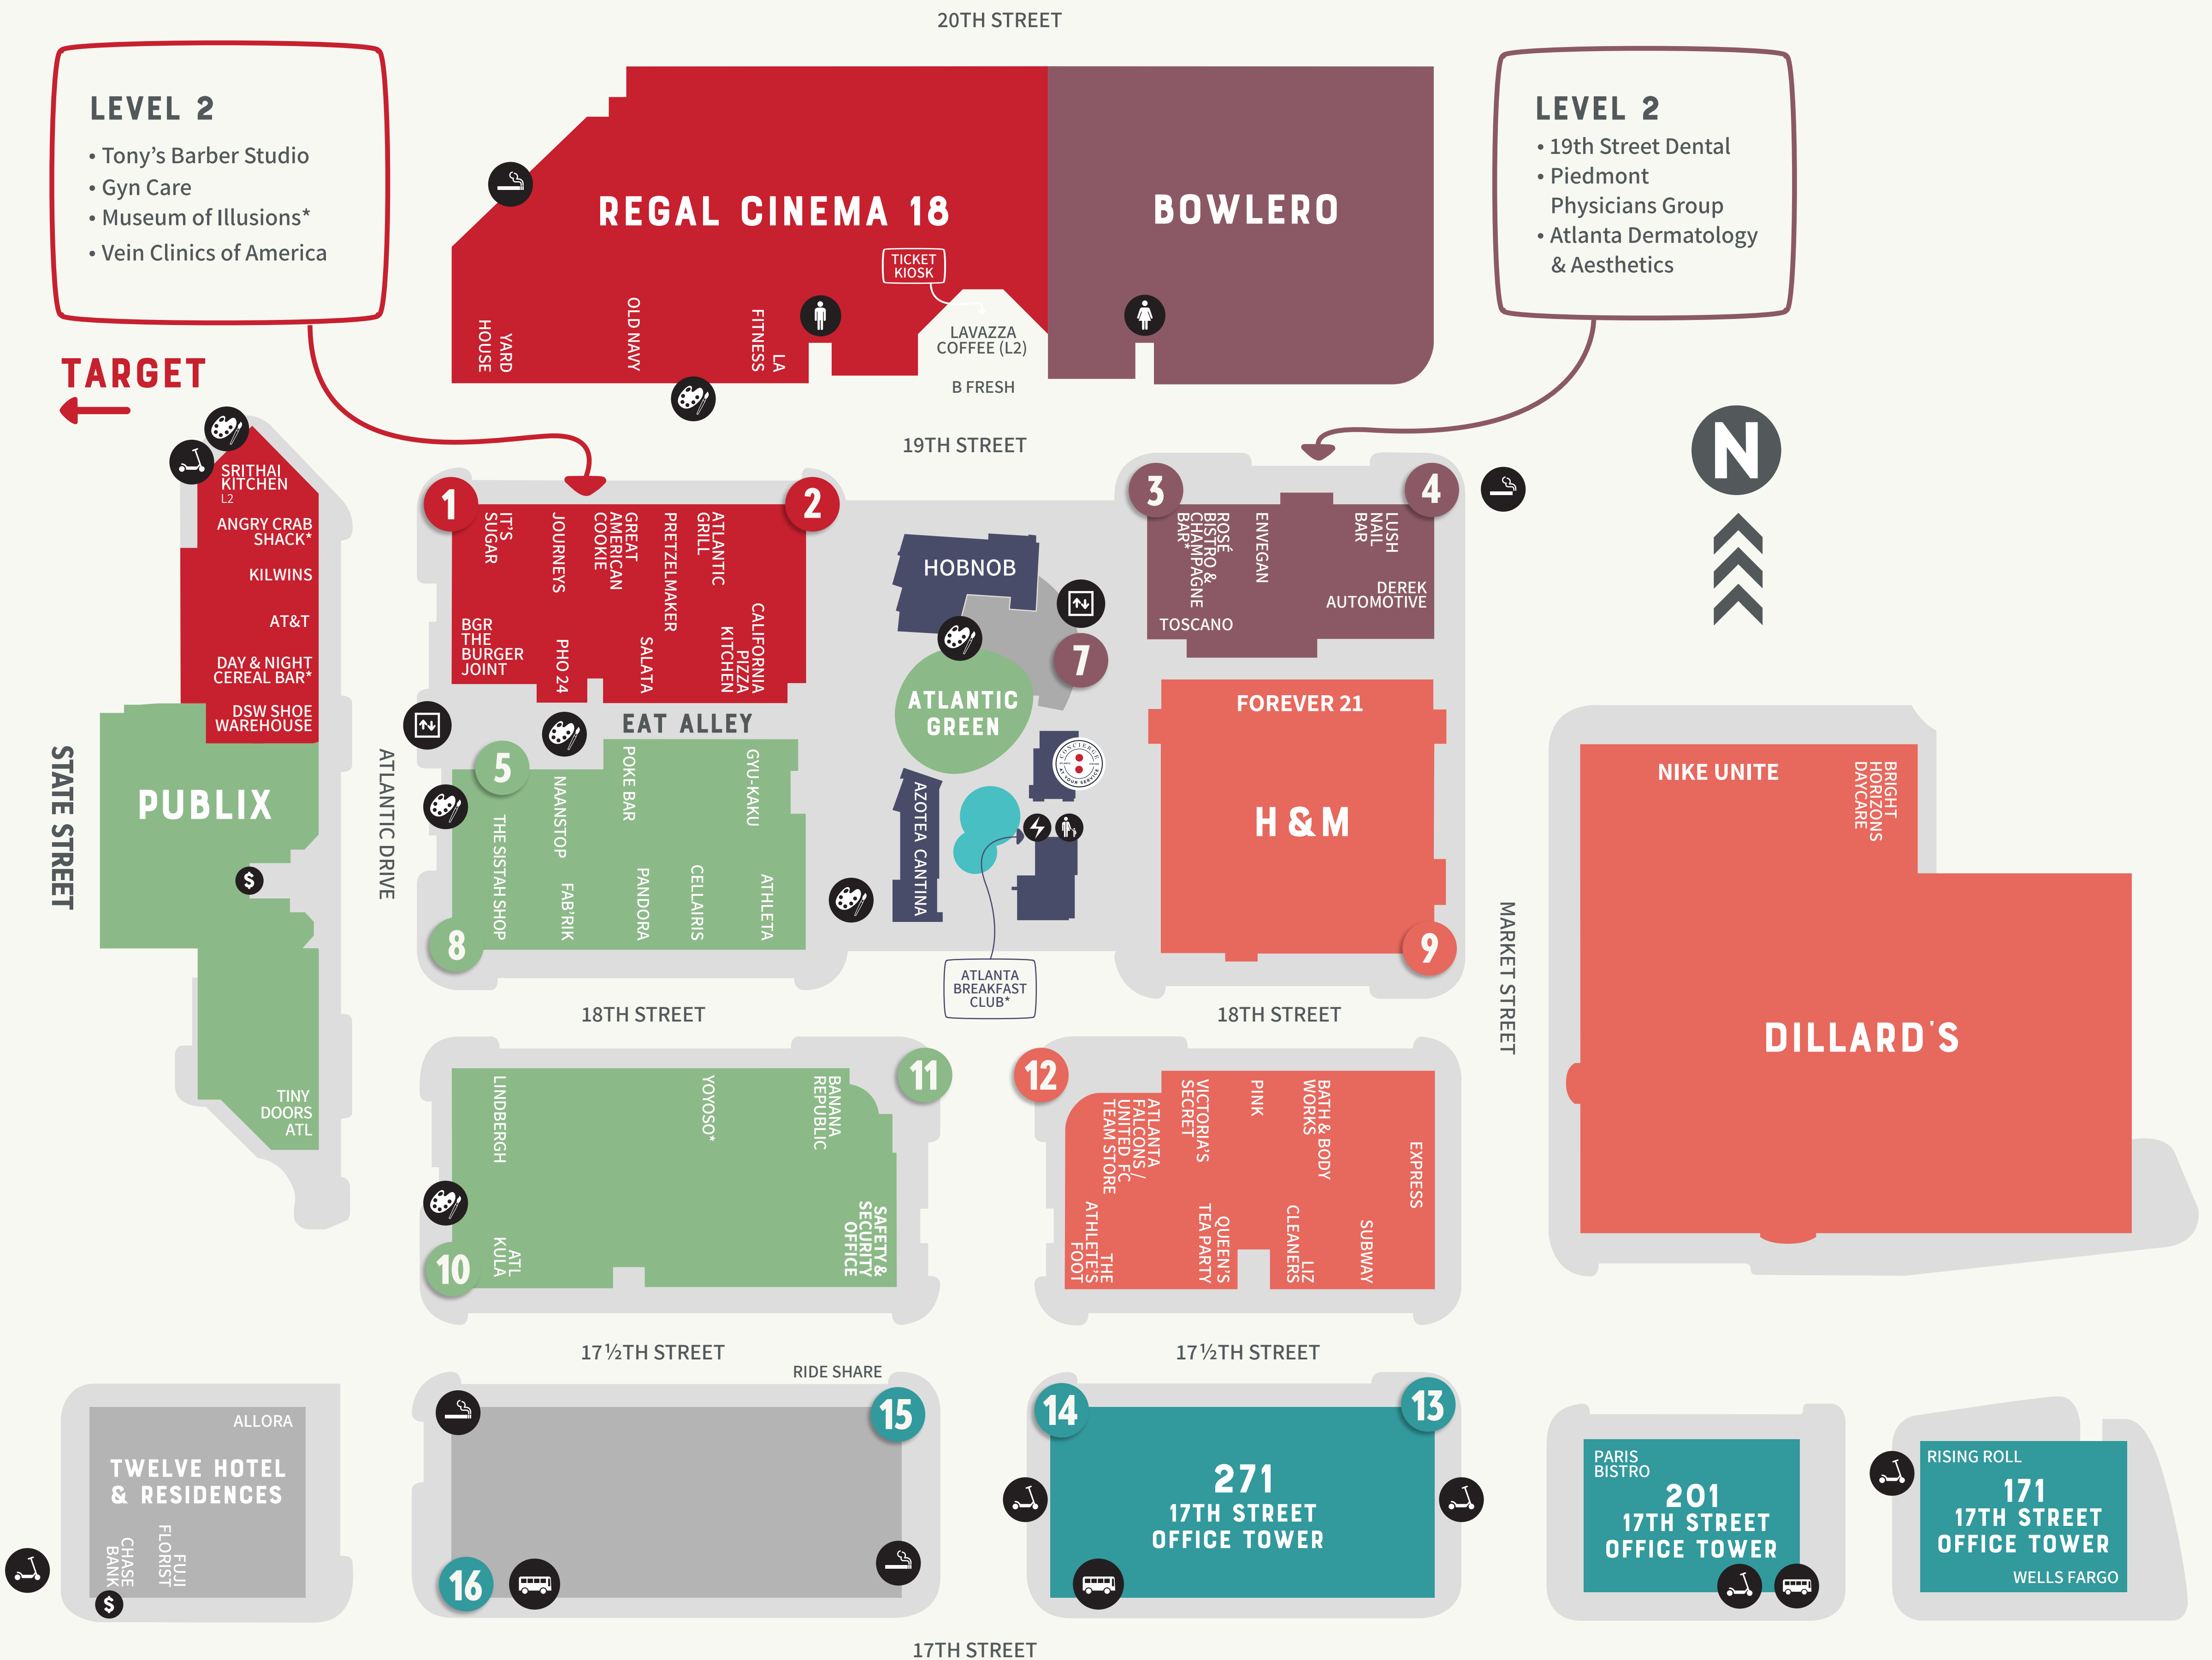 20TH STREET
LEVEL 2
• Tony's Barber Studio
• Gyn Care
• Museum of Illusions*
• Vein Clinics of America
LEVEL 2
• 19th Street Dental
• Piedmont
Physicians Group
• Atlanta Dermatology
& Aesthetics
REGAL CINEMA 18
BOWLERO
TICKET
KIOSK
LAVAZZA
COFFEE (L2)
B FRESH
YARD
HOUSE
OLD NAVY
LA
FITNESS
TARGET
19TH STREET
N
SRITHAI
KITCHEN
L2
ANGRY CRAB
SHACK*
KILWINS
AT&T
DAY & NIGHT
CEREAL BAR*
DSW SHOE
WAREHOUSE
PUBLIX
$
TINY
DOORS
ATL
STATE STREET
ATLANTIC DRIVE
1
2
IT'S
SUGAR
JOURNEYS
GREAT
AMERICAN
COOKIE
PRETZELMAKER
ATLANTIC
GRILL
BGR
THE
BURGER
JOINT
PHO 24
SALATA
CALIFORNIA
PIZZA
KITCHEN
EAT ALLEY
5
8
THE SISTAH SHOP
NAANSTOP
FAB'RIK
POKE BAR
PANDORA
CELLAIRIS
GYU-KAKU
ATHLETA
HOBNOB
7
ATLANTIC
GREEN
CONCIERGE
AT YOUR SERVICE
AZOTEA CANTINA
ATLANTA
BREAKFAST
CLUB*
3
4
ROSÉ
BISTRO &
CHAMPAGNE
BAR*
ENVEGAN
LUSH
NAIL
BAR
DEREK
AUTOMOTIVE
TOSCANO
FOREVER 21
H & M
9
MARKET STREET
NIKE UNITE
BRIGHT
HORIZONS
DAYCARE
DILLARD'S
18TH STREET
18TH STREET
10
11
LINDBERGH
YOYOSO*
BANANA
REPUBLIC
ATL
KULA
SAFETY &
SECURITY
OFFICE
12
ATLANTA
FALCONS /
UNITED FC
TEAM STORE
VICTORIA'S
SECRET
PINK
BATH & BODY
WORKS
EXPRESS
THE
ATHLETE'S
FOOT
QUEEN'S
TEA PARTY
LIZ
CLEANERS
SUBWAY
17½TH STREET
RIDE SHARE
17½TH STREET
ALLORA
TWELVE HOTEL
& RESIDENCES
CHASE
BANK
FUJI
FLORIST
$
15
16
14
13
271
17TH STREET
OFFICE TOWER
PARIS
BISTRO
201
17TH STREET
OFFICE TOWER
RISING ROLL
171
17TH STREET
OFFICE TOWER
WELLS FARGO
17TH STREET